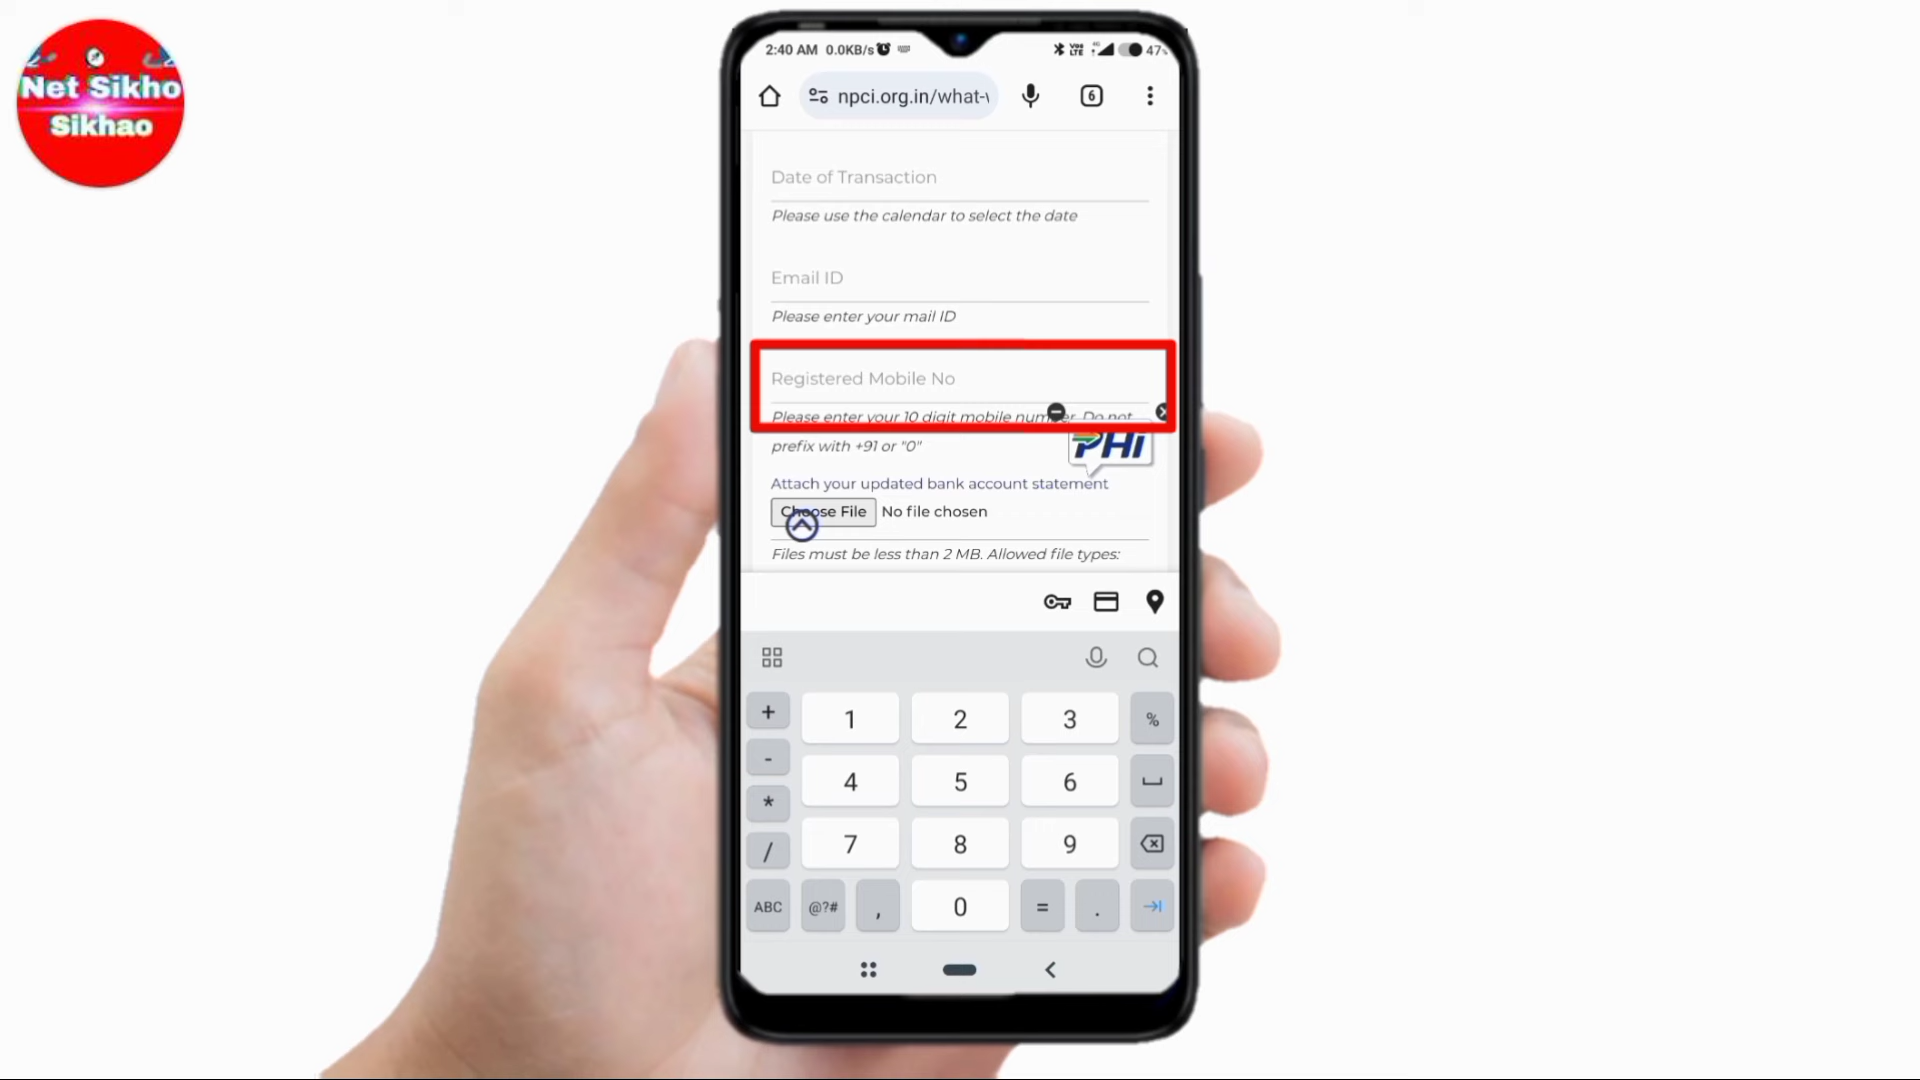 Net Sikho
Sikhao
2:40 AM 0.0KB/s
Vo LTE
4G
47%
npci.org.in/what-
6
Date of Transaction
Please use the calendar to select the date
Email ID
Please enter your mail ID
Registered Mobile No
Please enter your 10 digit mobile number. Do not
prefix with +91 or "0"
PHi
Attach your updated bank account statement
Choose File No file chosen
Files must be less than 2 MB. Allowed file types:
+ 1 2 3 %
- 4 5 6
*
/ 7 8 9
ABC @?# , 0 = .